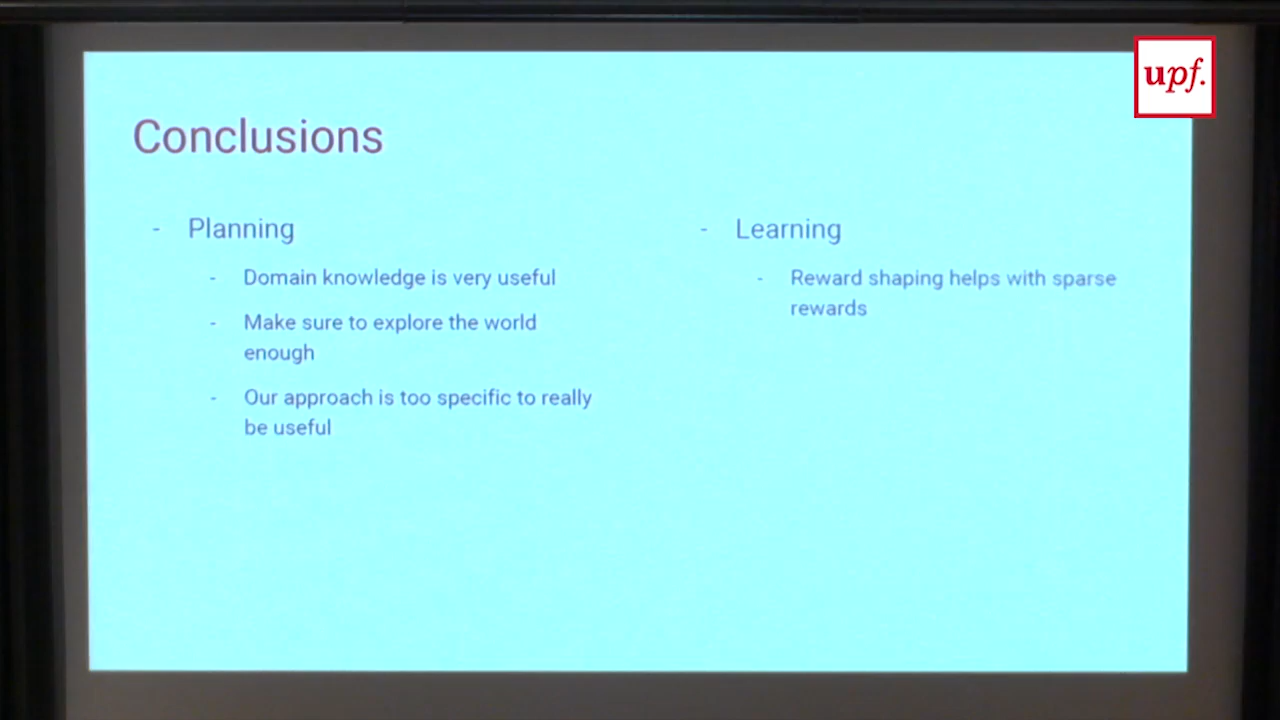 upf.
Conclusions
- Planning
- Domain knowledge is very useful
- Make sure to explore the world
enough
- Our approach is too specific to really
be useful
- Learning
- Reward shaping helps with sparse
rewards